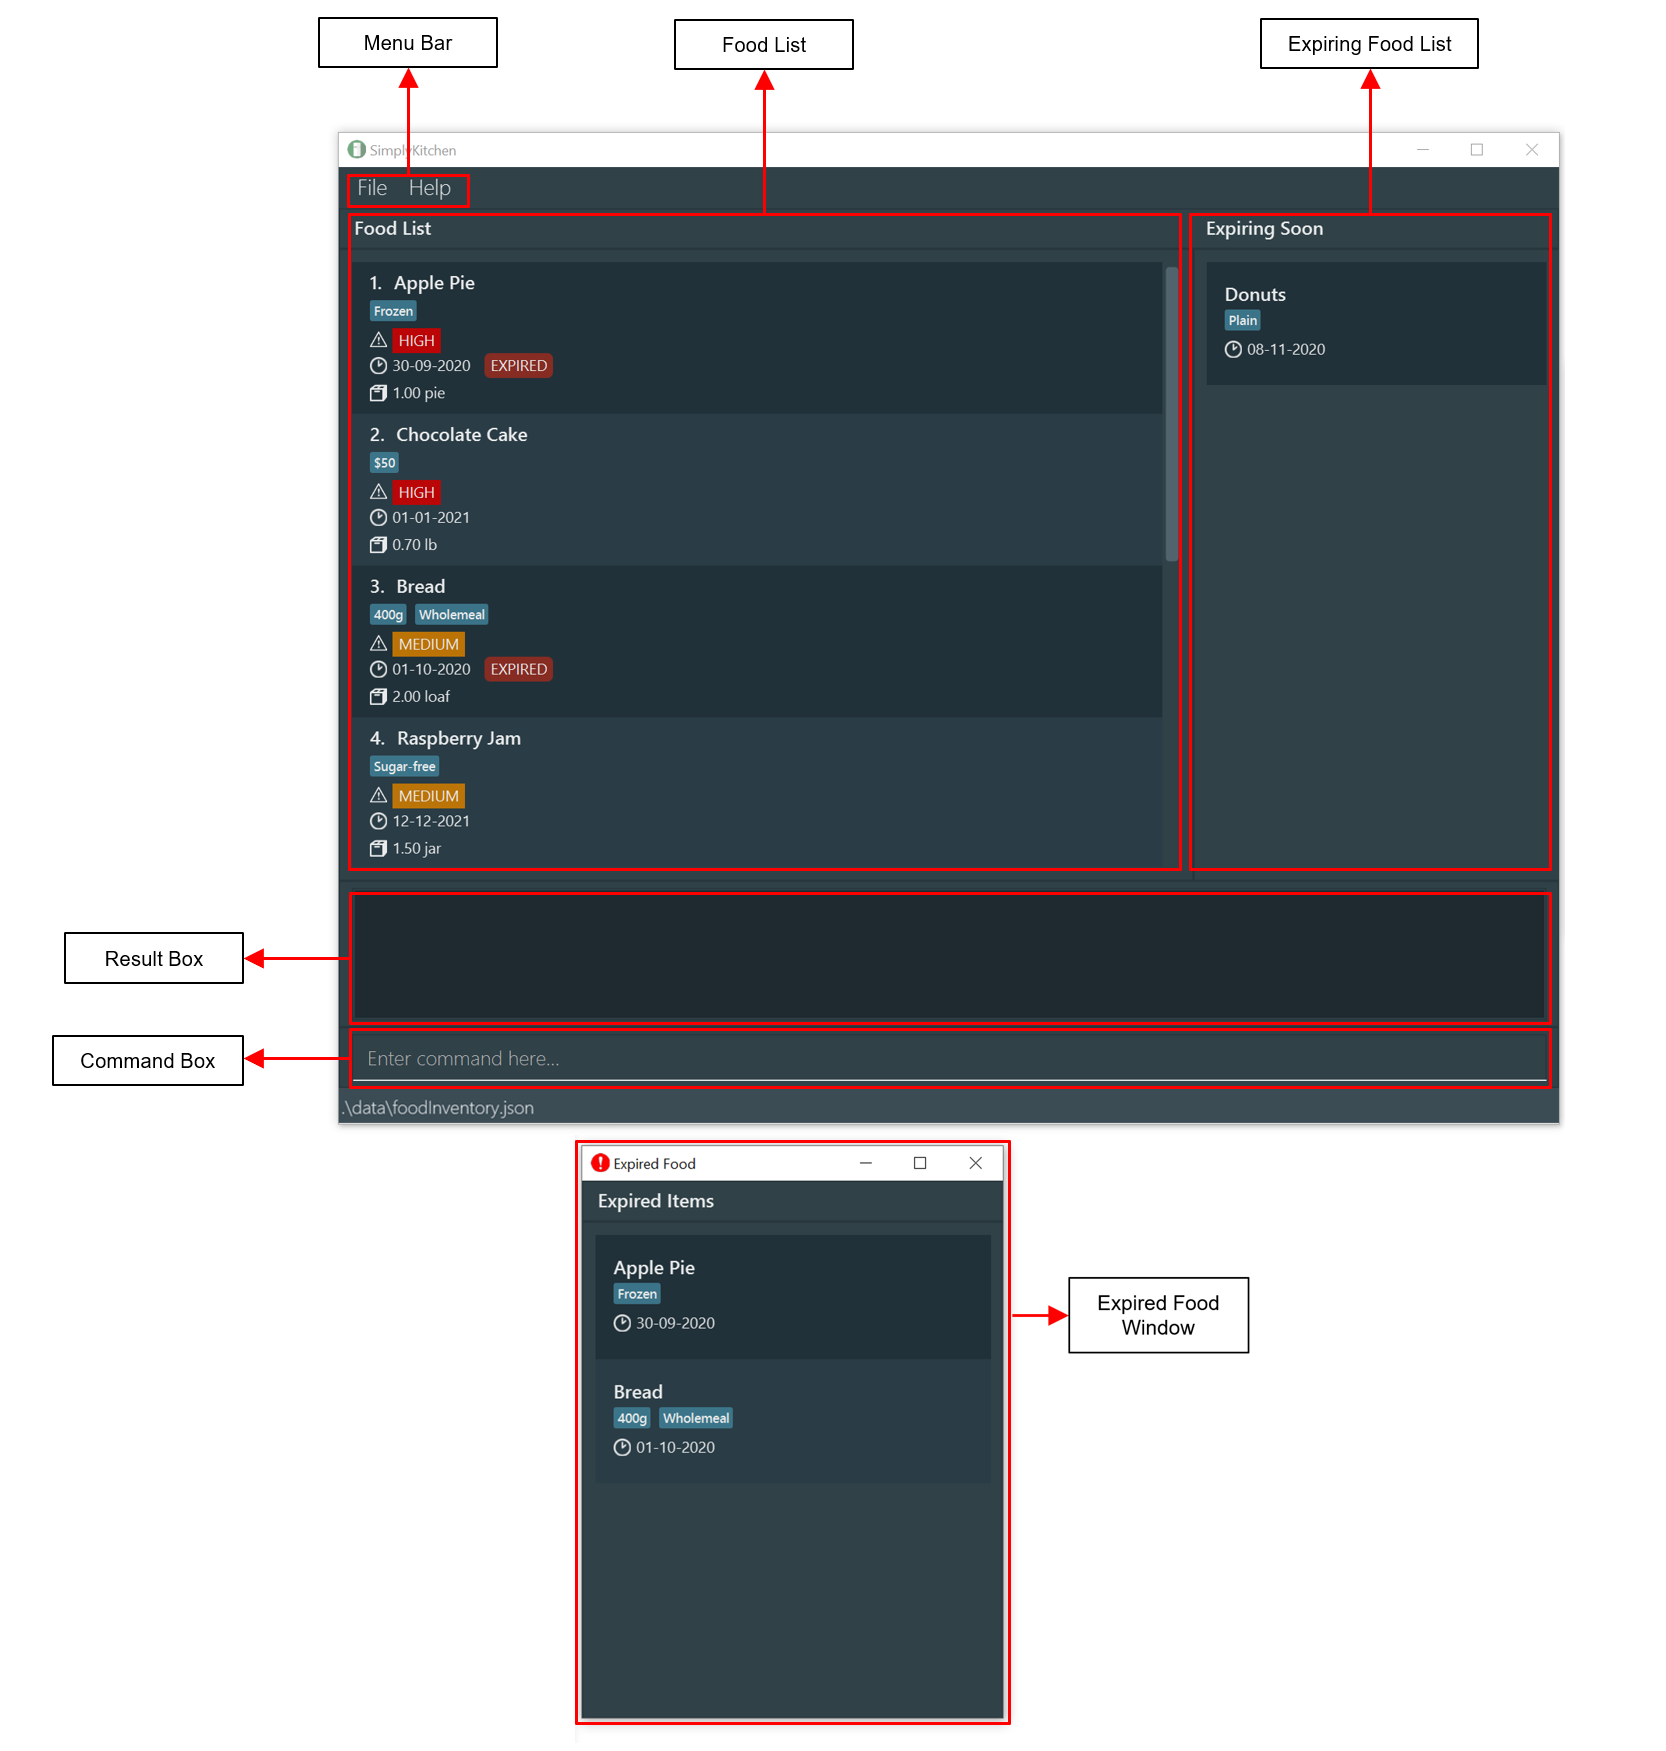 Menu Bar
Food List
Expiring Food List
SimplyKitchen
File Help
Food List
1. Apple Pie
Frozen
HIGH
30-09-2020 EXPIRED
1.00 pie
2. Chocolate Cake
$50
HIGH
01-01-2021
0.70 lb
3. Bread
400g Wholemeal
MEDIUM
01-10-2020 EXPIRED
2.00 loaf
4. Raspberry Jam
Sugar-free
MEDIUM
12-12-2021
1.50 jar
Expiring Soon
Donuts
Plain
08-11-2020
Result Box
Command Box
Enter command here...
.\data\foodInventory.json
Expired Food
Expired Items
Apple Pie
Frozen
30-09-2020
Bread
400g Wholemeal
01-10-2020
Expired Food
Window